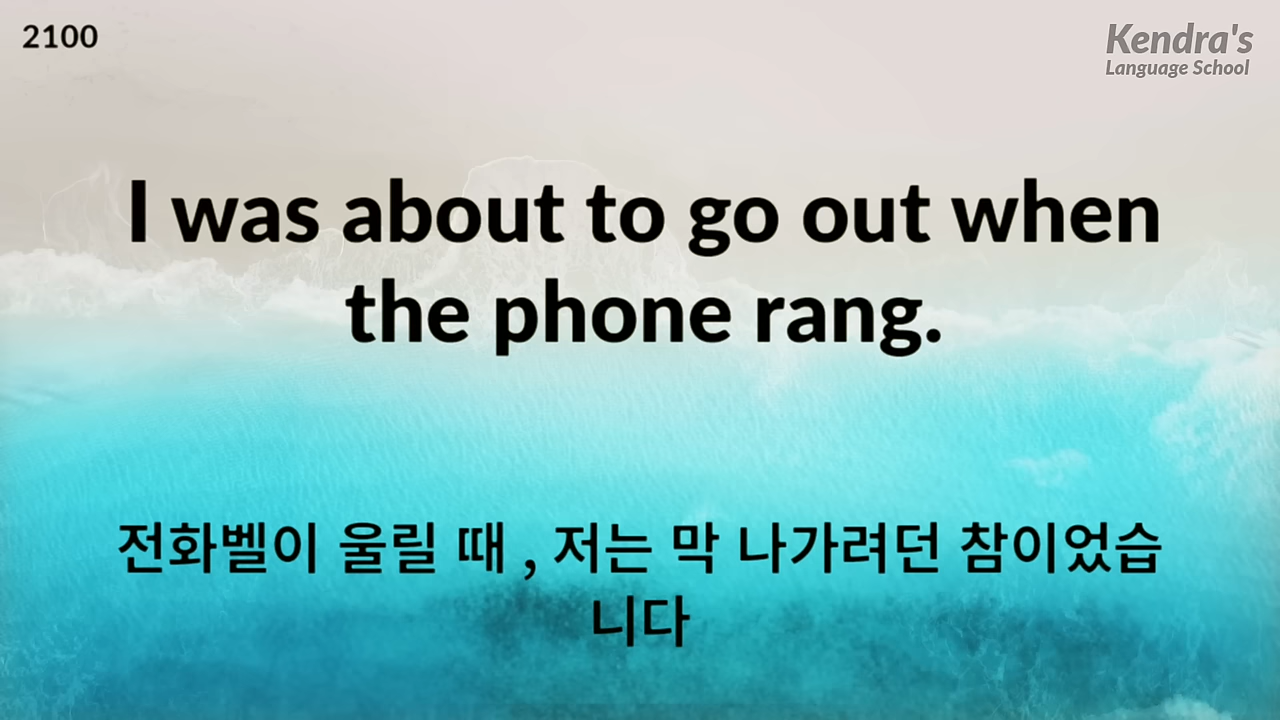 2100
Kendra's
Language School
I was about to go out when
the phone rang.
전화벨이 울릴 때 , 저는 막 나가려던 참이었습
니다